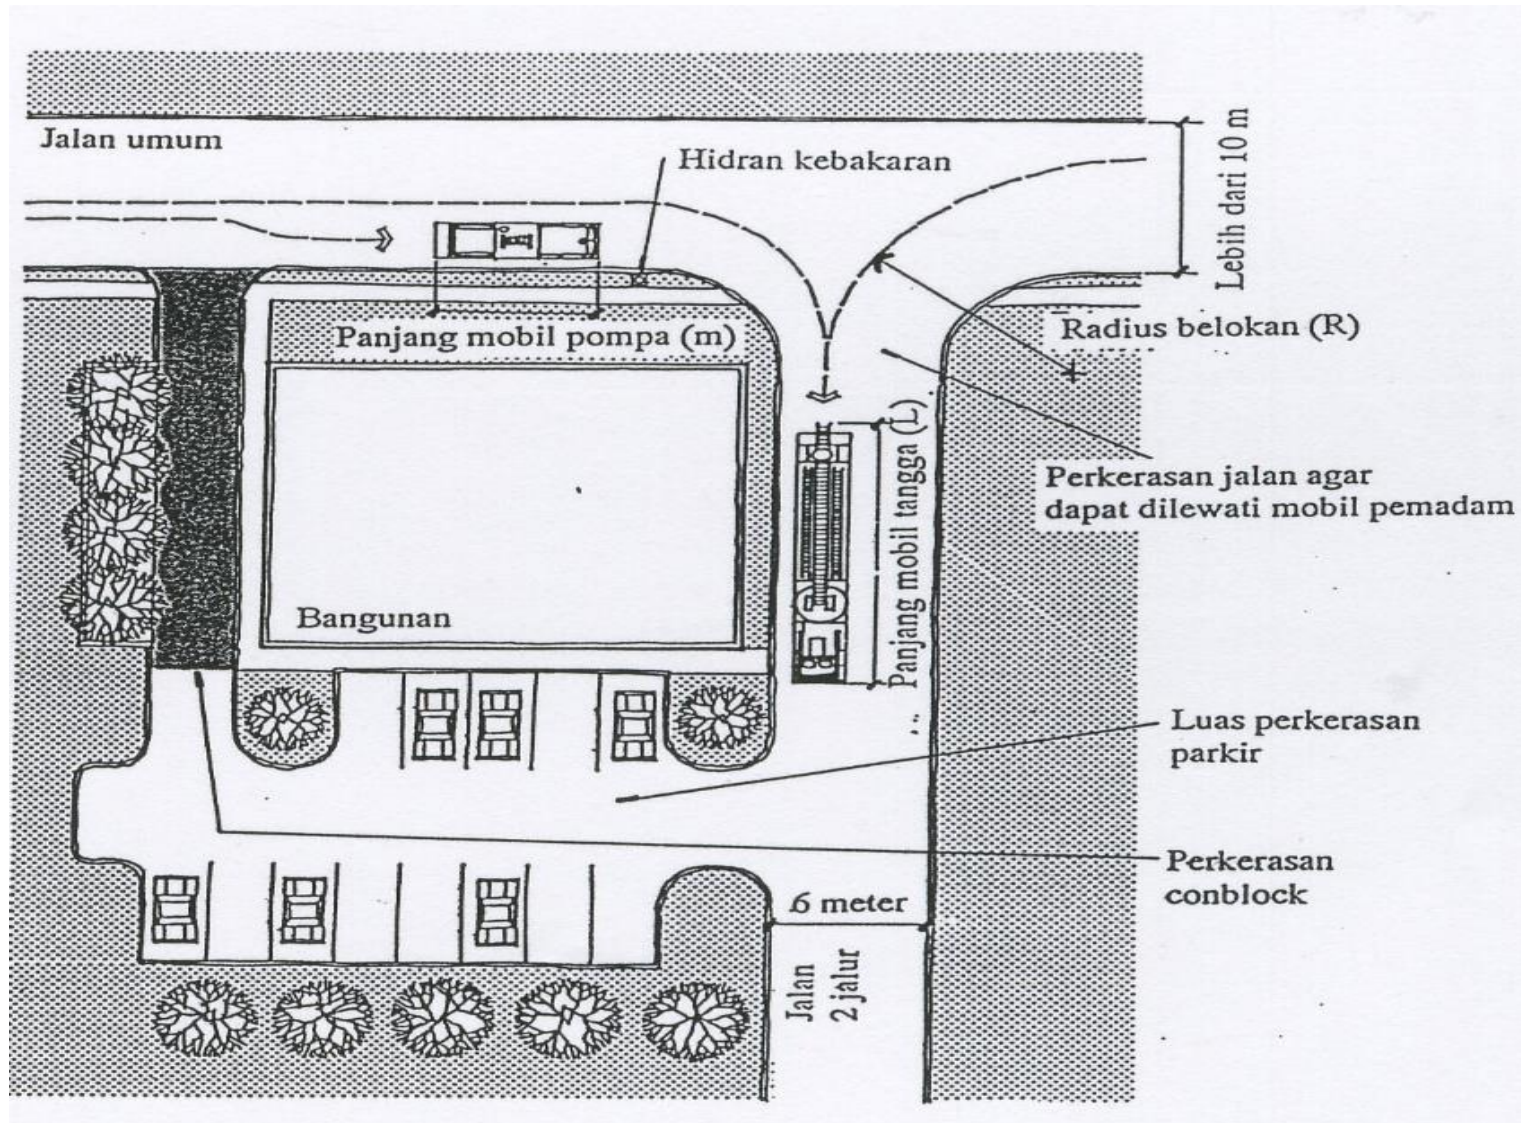 Jalan umum
Hidran kebakaran
Lebih dari 10 m
Panjang mobil pompa (m)
Radius belokan (R)
Panjang mobil tangga (L)
Perkerasan jalan agar
dapat dilewati mobil pemadam
Bangunan
Luas perkerasan
parkir
Perkerasan
conblock
6 meter
Jalan
2 jalur